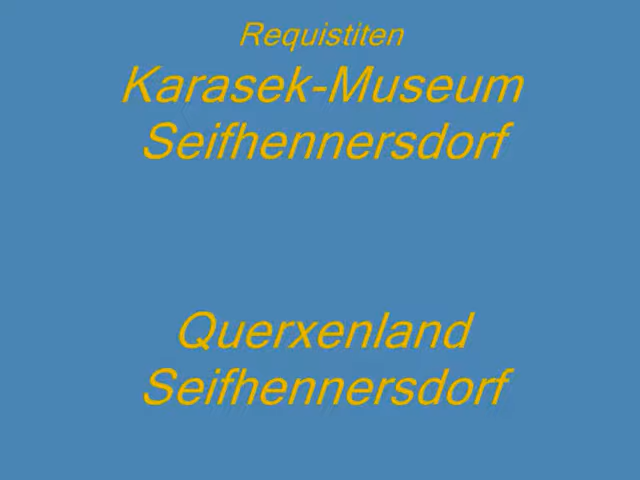 Requistiten
Karasek-Museum
Seifhennersdorf
Querxenland
Seifhennersdorf